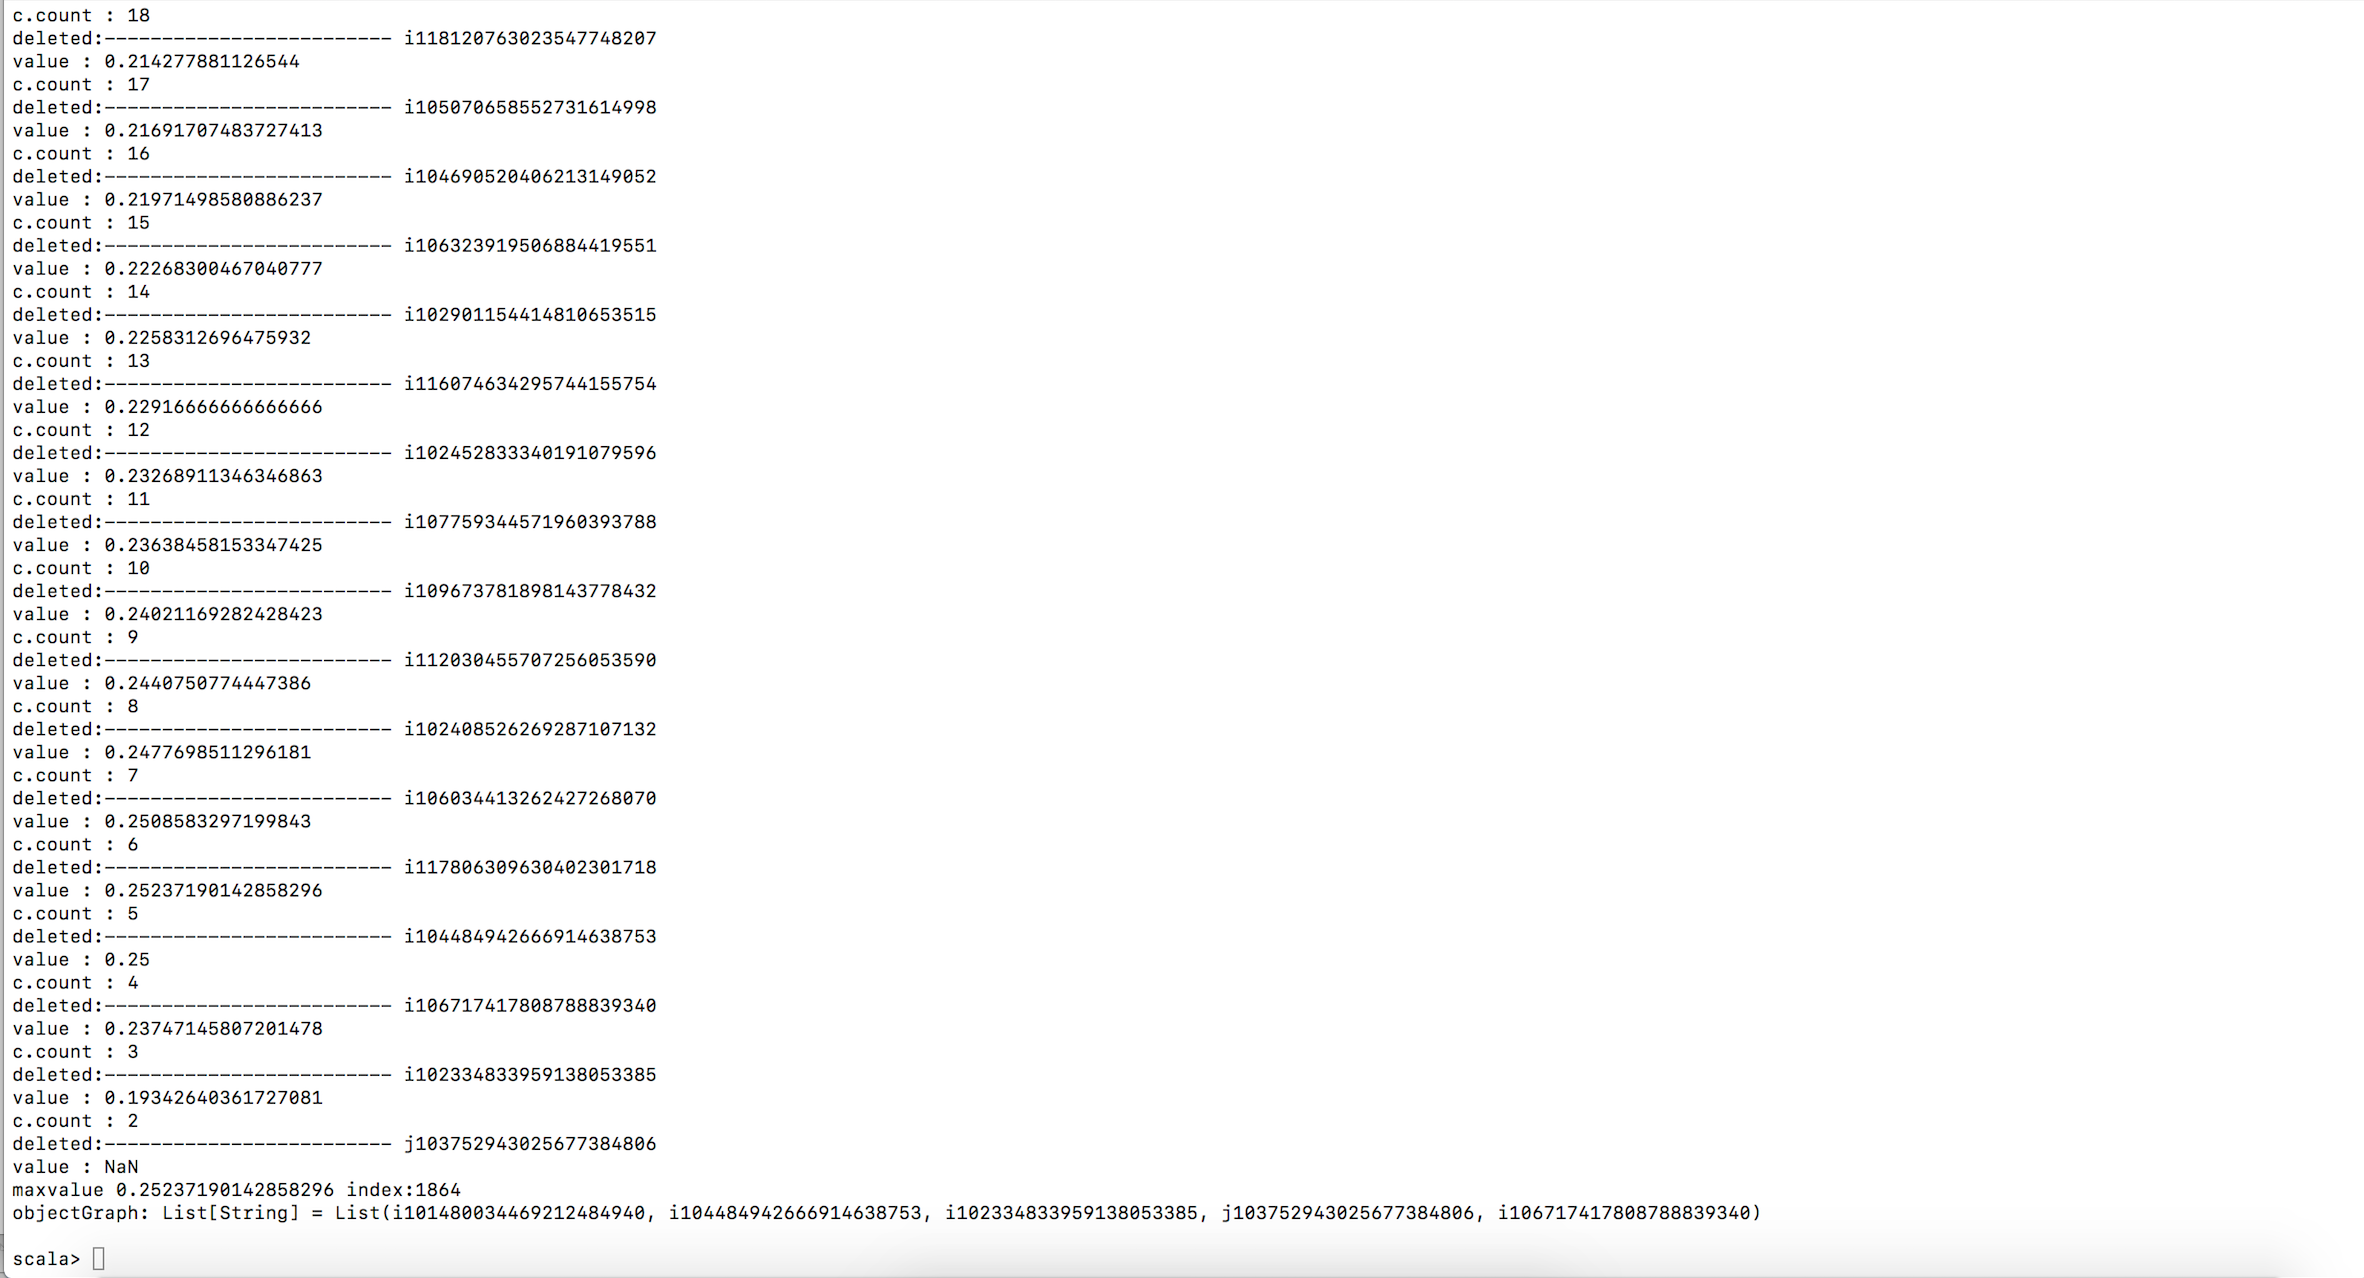 c.count : 18
deleted:------------------------- i118120763023547748207
value : 0.214277881126544
c.count : 17
deleted:------------------------- i105070658552731614998
value : 0.21691707483727413
c.count : 16
deleted:------------------------- i104690520406213149052
value : 0.21971498580886237
c.count : 15
deleted:------------------------- i106323919506884419551
value : 0.22268300467040777
c.count : 14
deleted:------------------------- i102901154414810653515
value : 0.2258312696475932
c.count : 13
deleted:------------------------- i116074634295744155754
value : 0.22916666666666666
c.count : 12
deleted:------------------------- i102452833340191079596
value : 0.23268911346346863
c.count : 11
deleted:------------------------- i107759344571960393788
value : 0.23638458153347425
c.count : 10
deleted:------------------------- i109673781898143778432
value : 0.24021169282428423
c.count : 9
deleted:------------------------- i112030455707256053590
value : 0.2440750774447386
c.count : 8
deleted:------------------------- i102408526269287107132
value : 0.2477698511296181
c.count : 7
deleted:------------------------- i106034413262427268070
value : 0.2508583297199843
c.count : 6
deleted:------------------------- i117806309630402301718
value : 0.25237190142858296
c.count : 5
deleted:------------------------- i104484942666914638753
value : 0.25
c.count : 4
deleted:------------------------- i106717417808788839340
value : 0.23747145807201478
c.count : 3
deleted:------------------------- i102334833959138053385
value : 0.19342640361727081
c.count : 2
deleted:------------------------- j103752943025677384806
value : NaN
maxvalue 0.25237190142858296 index:1864
objectGraph: List[String] = List(i101480034469212484940, i104484942666914638753, i102334833959138053385, j103752943025677384806, i106717417808788839340)
scala>